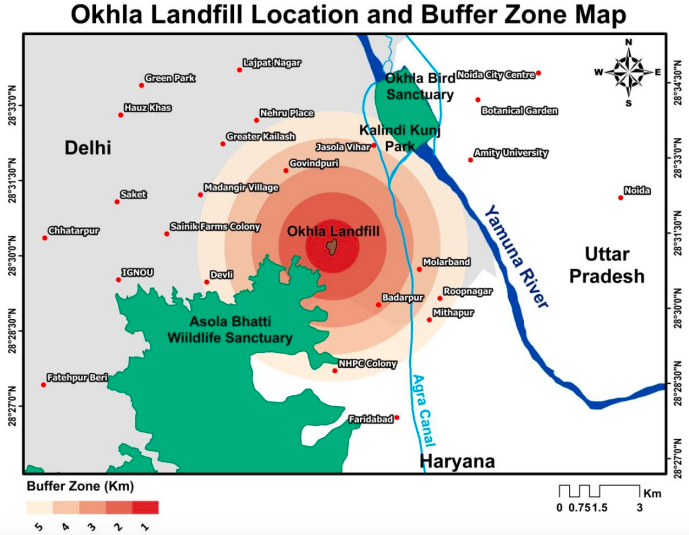 Okhla Landfill Location and Buffer Zone Map
N
W
E
S
Lajpat Nagar
Green Park
Hauz Khas
Nehru Place
Greater Kailash
Delhi
Okhla Bird
Sanctuary
Noida City Centre
Botanical Garden
Kalindi Kunj
Park
Jasola Vihar
Amity University
Govindpuri
Madangir Village
Saket
Noida
Chhatarpur
Sainik Farms Colony
Okhla Landfill
Yamuna River
Uttar
Pradesh
IGNOU
Devli
Molarband
Roopnagar
Badarpur
Mithapur
Asola Bhatti
Wiildlife Sanctuary
NHPC Colony
Fatehpur Beri
Agra Canal
Faridabad
Haryana
28°33'0"N
28°31'30"N
28°30'0"N
28°28'30"N
28°27'0"N
28°34'30"N
28°33'0"N
28°31'30"N
28°30'0"N
28°28'30"N
28°27'0"N
Buffer Zone (Km)
5 4 3 2 1
Km
0 0.75 1.5 3